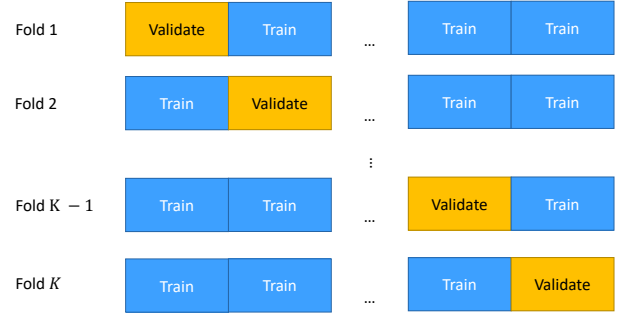 Fold 1 Validate Train ... Train Train
Fold 2 Train Validate ... Train Train
⋮
Fold K − 1 Train Train ... Validate Train
Fold K Train Train ... Train Validate